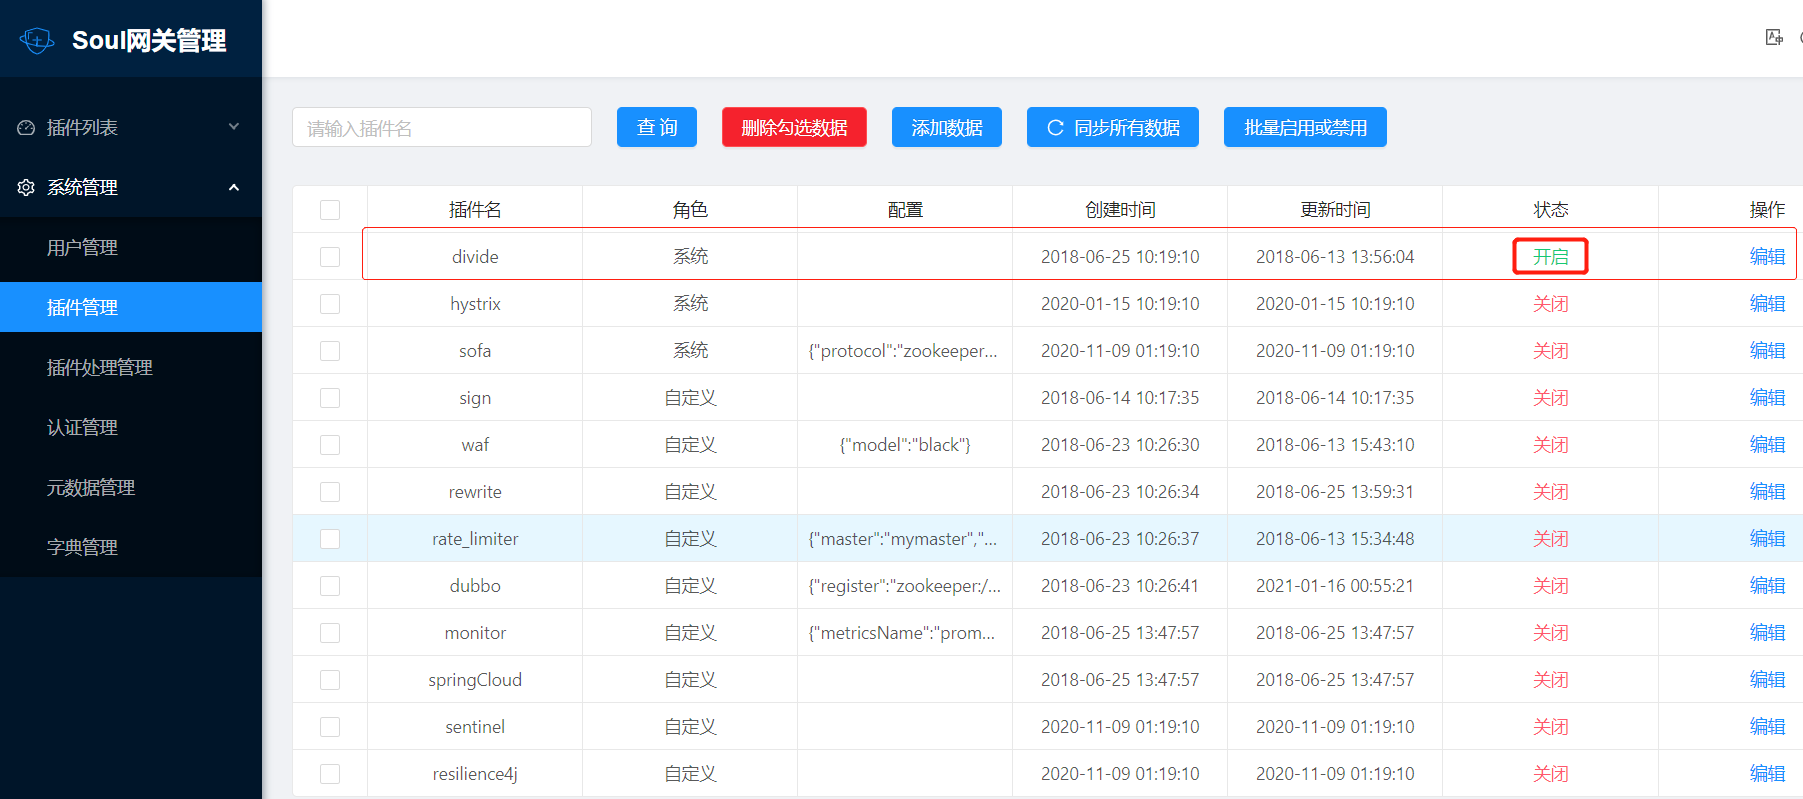 Soul网关管理
插件列表
系统管理
用户管理
插件管理
插件处理管理
认证管理
元数据管理
字典管理
请输入插件名 查 询 删除勾选数据 添加数据 同步所有数据 批量启用或禁用
插件名 角色 配置 创建时间 更新时间 状态 操作
divide 系统 2018-06-25 10:19:10 2018-06-13 13:56:04 开启 编辑
hystrix 系统 2020-01-15 10:19:10 2020-01-15 10:19:10 关闭 编辑
sofa 系统 {"protocol":"zookeeper... 2020-11-09 01:19:10 2020-11-09 01:19:10 关闭 编辑
sign 自定义 2018-06-14 10:17:35 2018-06-14 10:17:35 关闭 编辑
waf 自定义 {"model":"black"} 2018-06-23 10:26:30 2018-06-13 15:43:10 关闭 编辑
rewrite 自定义 2018-06-23 10:26:34 2018-06-25 13:59:31 关闭 编辑
rate_limiter 自定义 {"master":"mymaster","... 2018-06-23 10:26:37 2018-06-13 15:34:48 关闭 编辑
dubbo 自定义 {"register":"zookeeper:/... 2018-06-23 10:26:41 2021-01-16 00:55:21 关闭 编辑
monitor 自定义 {"metricsName":"prom... 2018-06-25 13:47:57 2018-06-25 13:47:57 关闭 编辑
springCloud 自定义 2018-06-25 13:47:57 2018-06-25 13:47:57 关闭 编辑
sentinel 自定义 2020-11-09 01:19:10 2020-11-09 01:19:10 关闭 编辑
resilience4j 自定义 2020-11-09 01:19:10 2020-11-09 01:19:10 关闭 编辑